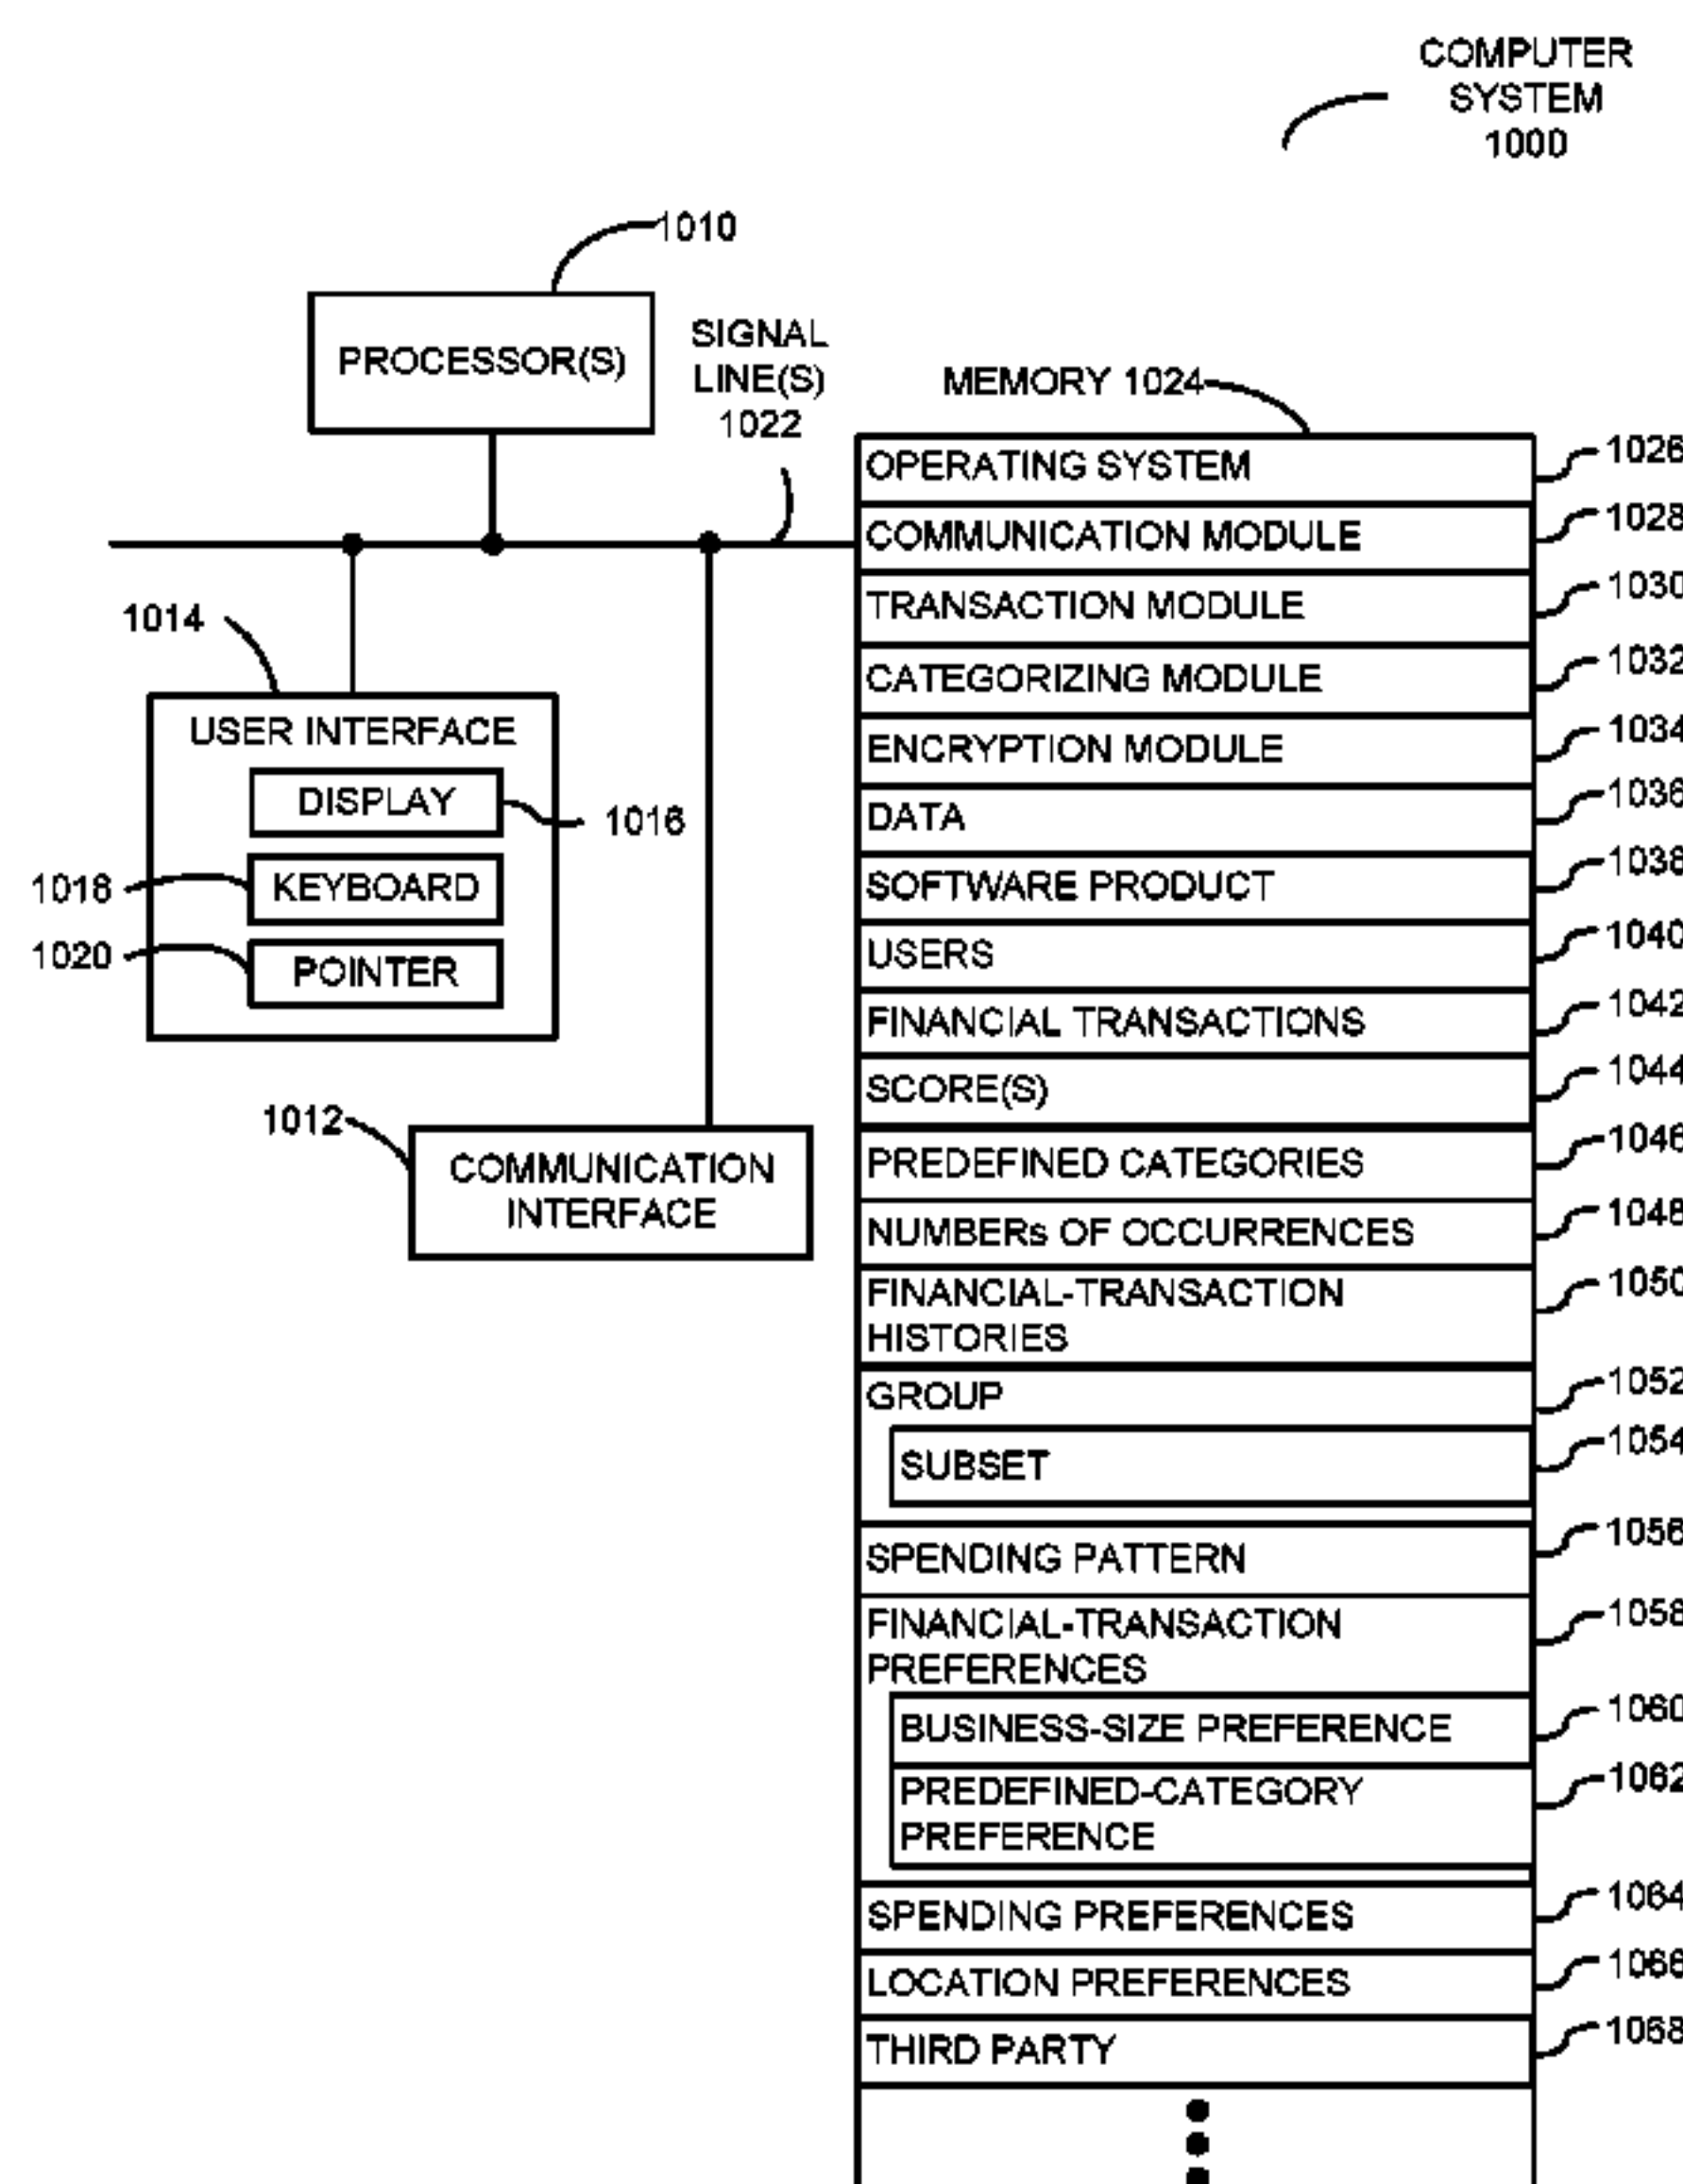 COMPUTER
SYSTEM
1000
1010
PROCESSOR(S)
SIGNAL
LINE(S)
1022
MEMORY 1024
OPERATING SYSTEM
1026
COMMUNICATION MODULE
1028
TRANSACTION MODULE
1030
CATEGORIZING MODULE
1032
ENCRYPTION MODULE
1034
DATA
1036
SOFTWARE PRODUCT
1038
USERS
1040
FINANCIAL TRANSACTIONS
1042
SCORE(S)
1044
PREDEFINED CATEGORIES
1046
NUMBERs OF OCCURRENCES
1048
FINANCIAL-TRANSACTION
HISTORIES
1050
GROUP
1052
SUBSET
1054
SPENDING PATTERN
1056
FINANCIAL-TRANSACTION
PREFERENCES
1058
BUSINESS-SIZE PREFERENCE
1060
PREDEFINED-CATEGORY
PREFERENCE
1062
SPENDING PREFERENCES
1064
LOCATION PREFERENCES
1066
THIRD PARTY
1068
1014
USER INTERFACE
DISPLAY
1016
1018
KEYBOARD
1020
POINTER
1012
COMMUNICATION
INTERFACE